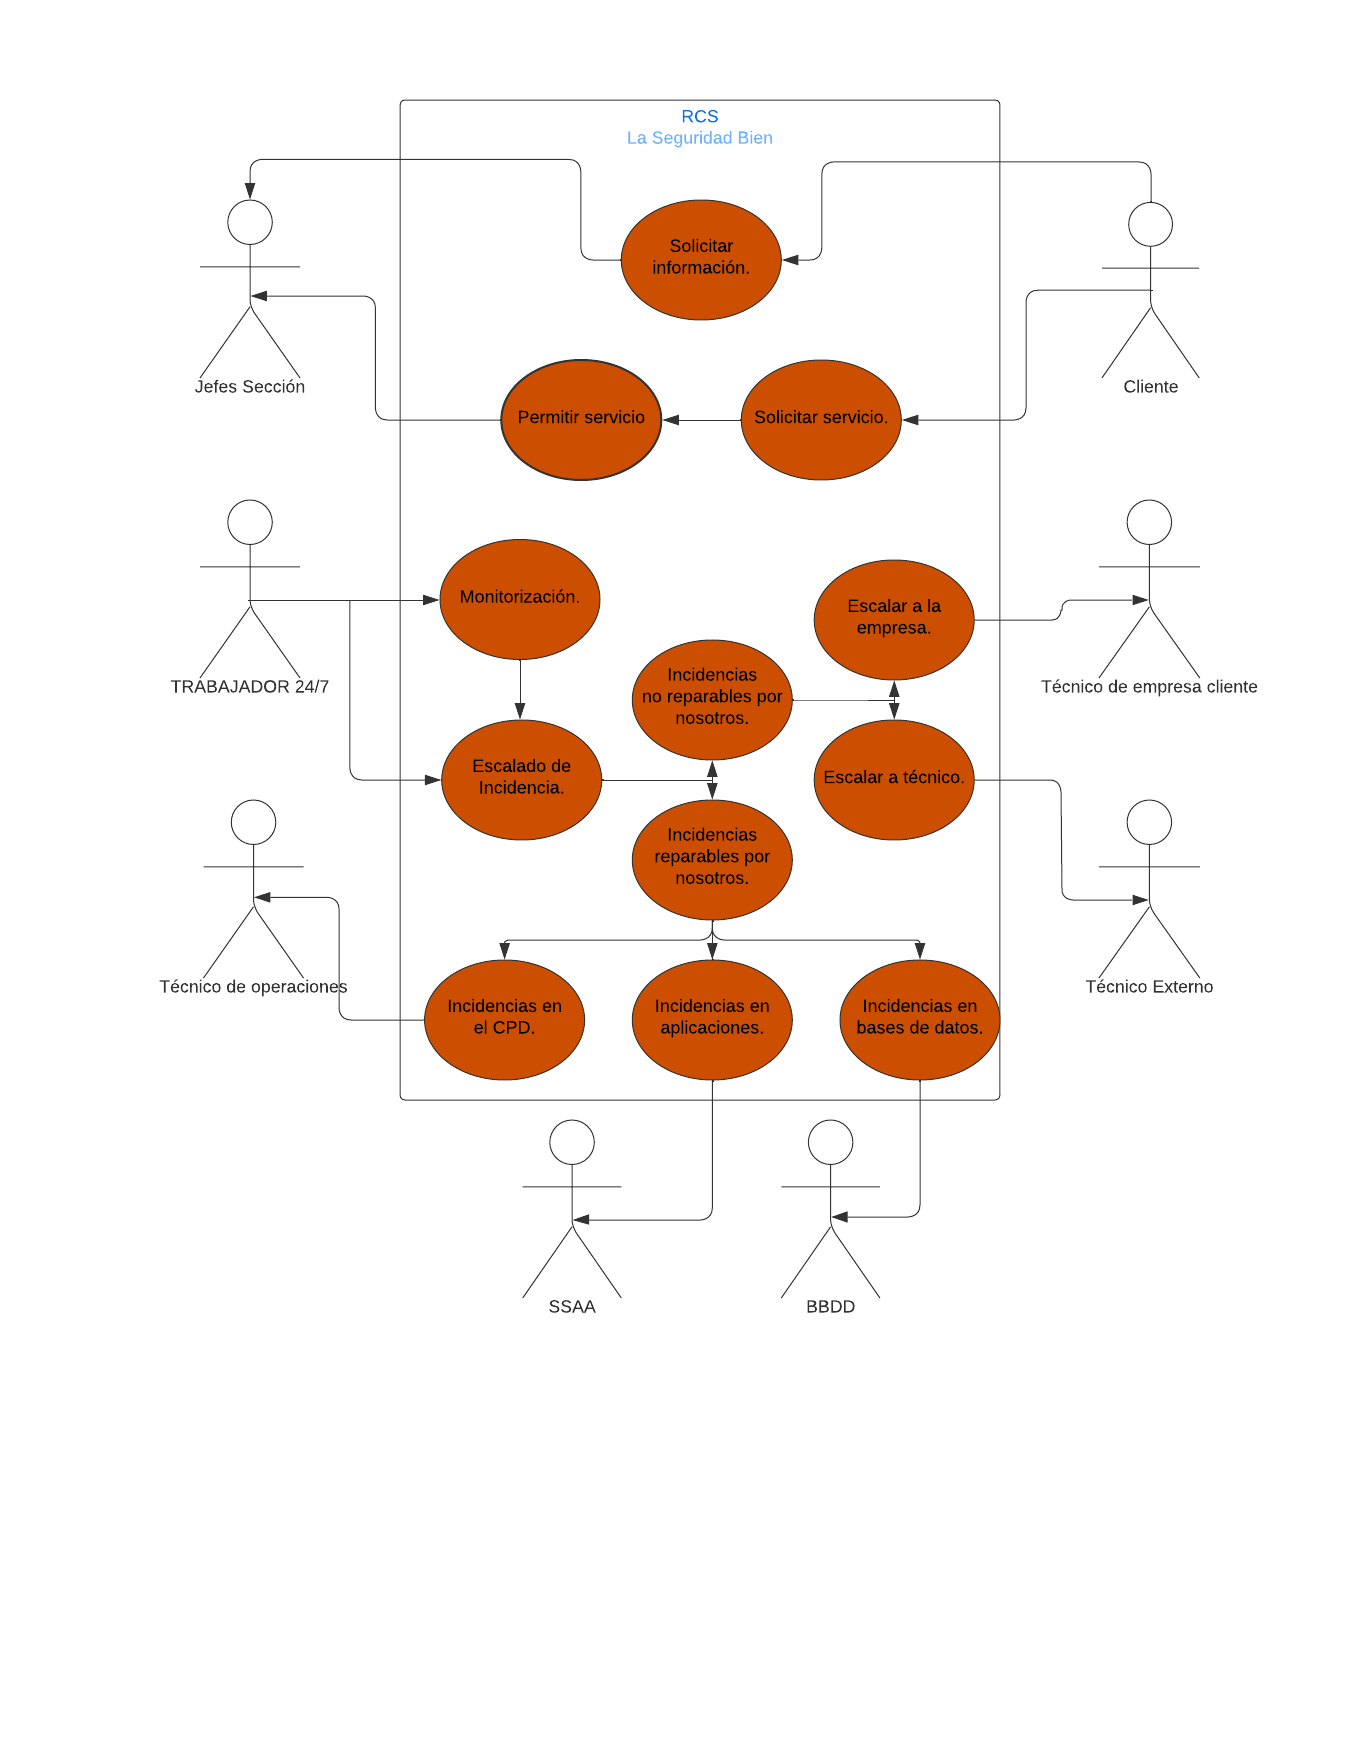 RCS
La Seguridad Bien
Solicitar
información.
Jefes Sección
Cliente
Permitir servicio
Solicitar servicio.
Monitorización.
Escalar a la
empresa.
TRABAJADOR 24/7
Incidencias
no reparables por
nosotros.
Técnico de empresa cliente
Escalado de
Incidencia.
Escalar a técnico.
Incidencias
reparables por
nosotros.
Técnico de operaciones
Técnico Externo
Incidencias en
el CPD.
Incidencias en
aplicaciones.
Incidencias en
bases de datos.
SSAA
BBDD